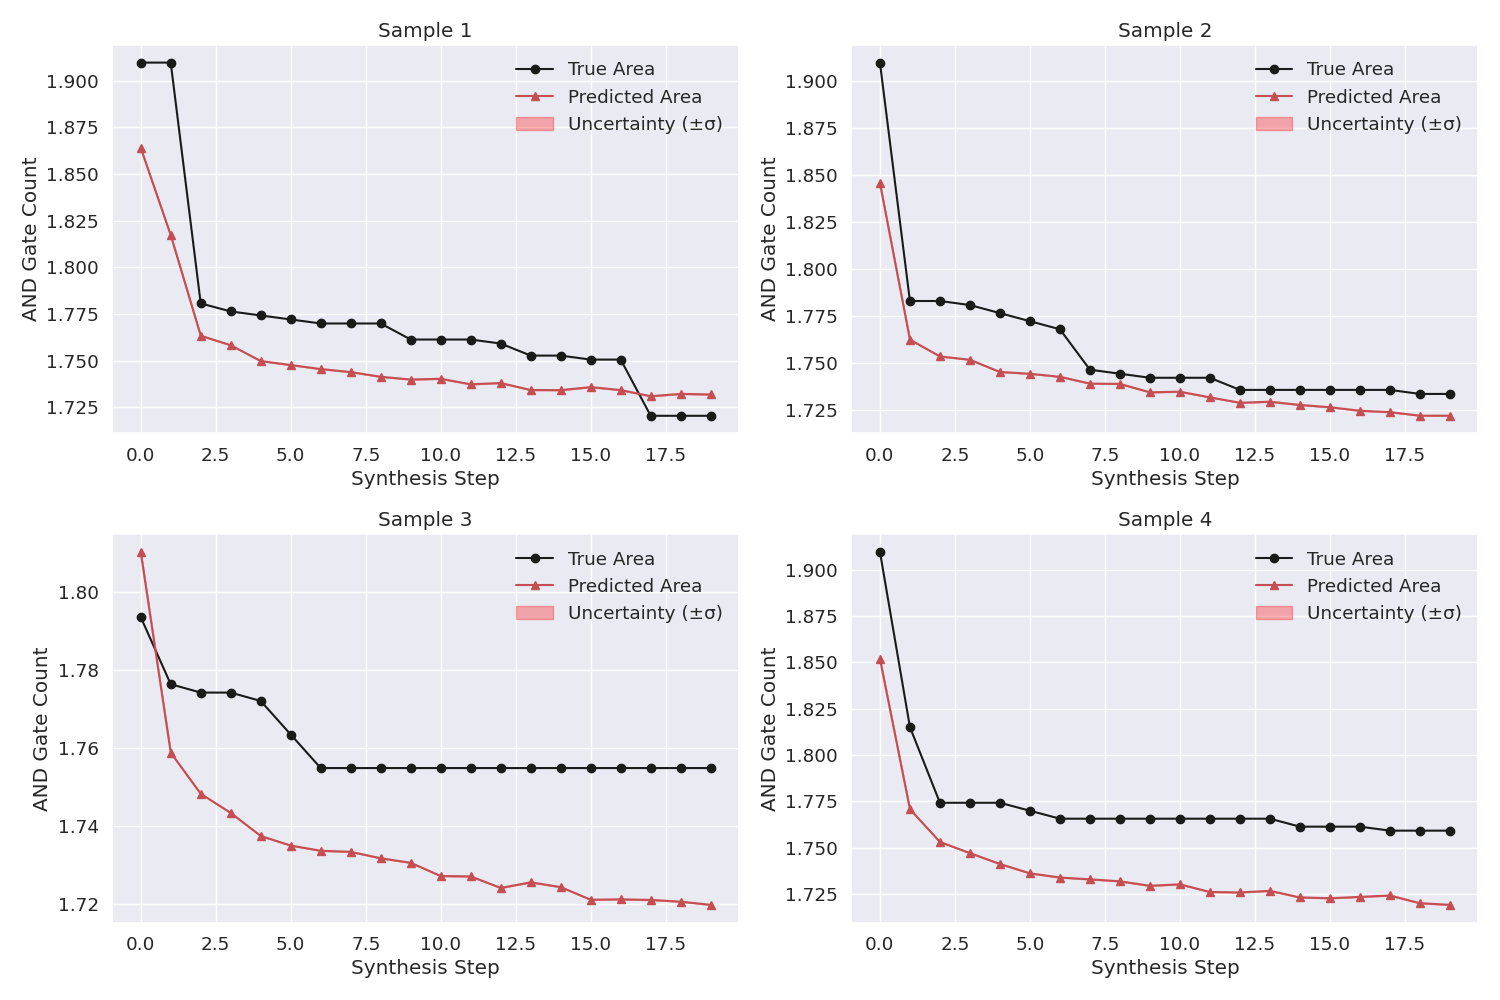 Sample 1
AND Gate Count
1.900
1.875
1.850
1.825
1.800
1.775
1.750
1.725
True Area
Predicted Area
Uncertainty (±σ)
0.0 2.5 5.0 7.5 10.0 12.5 15.0 17.5
Synthesis Step
Sample 2
AND Gate Count
1.900
1.875
1.850
1.825
1.800
1.775
1.750
1.725
True Area
Predicted Area
Uncertainty (±σ)
0.0 2.5 5.0 7.5 10.0 12.5 15.0 17.5
Synthesis Step
Sample 3
AND Gate Count
1.80
1.78
1.76
1.74
1.72
True Area
Predicted Area
Uncertainty (±σ)
0.0 2.5 5.0 7.5 10.0 12.5 15.0 17.5
Synthesis Step
Sample 4
AND Gate Count
1.900
1.875
1.850
1.825
1.800
1.775
1.750
1.725
True Area
Predicted Area
Uncertainty (±σ)
0.0 2.5 5.0 7.5 10.0 12.5 15.0 17.5
Synthesis Step